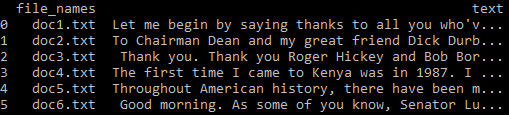 file_names text
0 doc1.txt Let me begin by saying thanks to all you who'v...
1 doc2.txt To Chairman Dean and my great friend Dick Durb...
2 doc3.txt Thank you. Thank you Roger Hickey and Bob Bor...
3 doc4.txt The first time I came to Kenya was in 1987. I ...
4 doc5.txt Throughout American history, there have been m...
5 doc6.txt Good morning. As some of you know, Senator Lu...